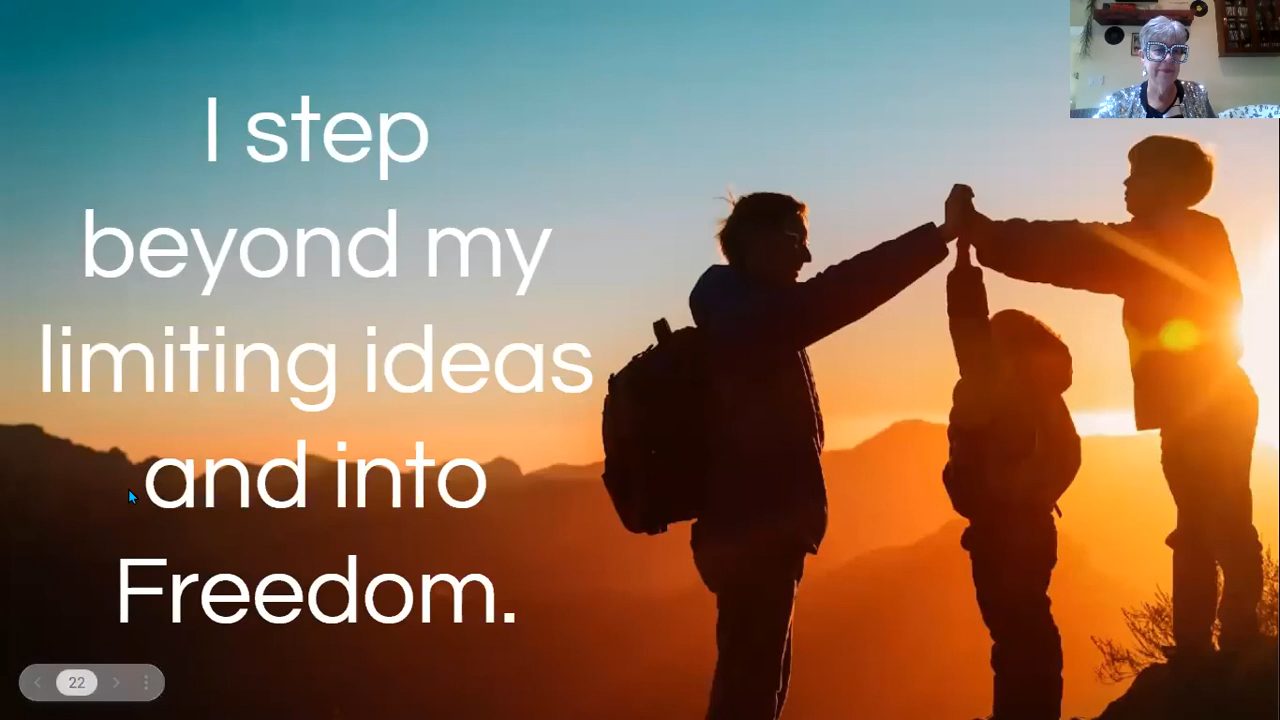 I step
beyond my
limiting ideas
and into
Freedom.
22